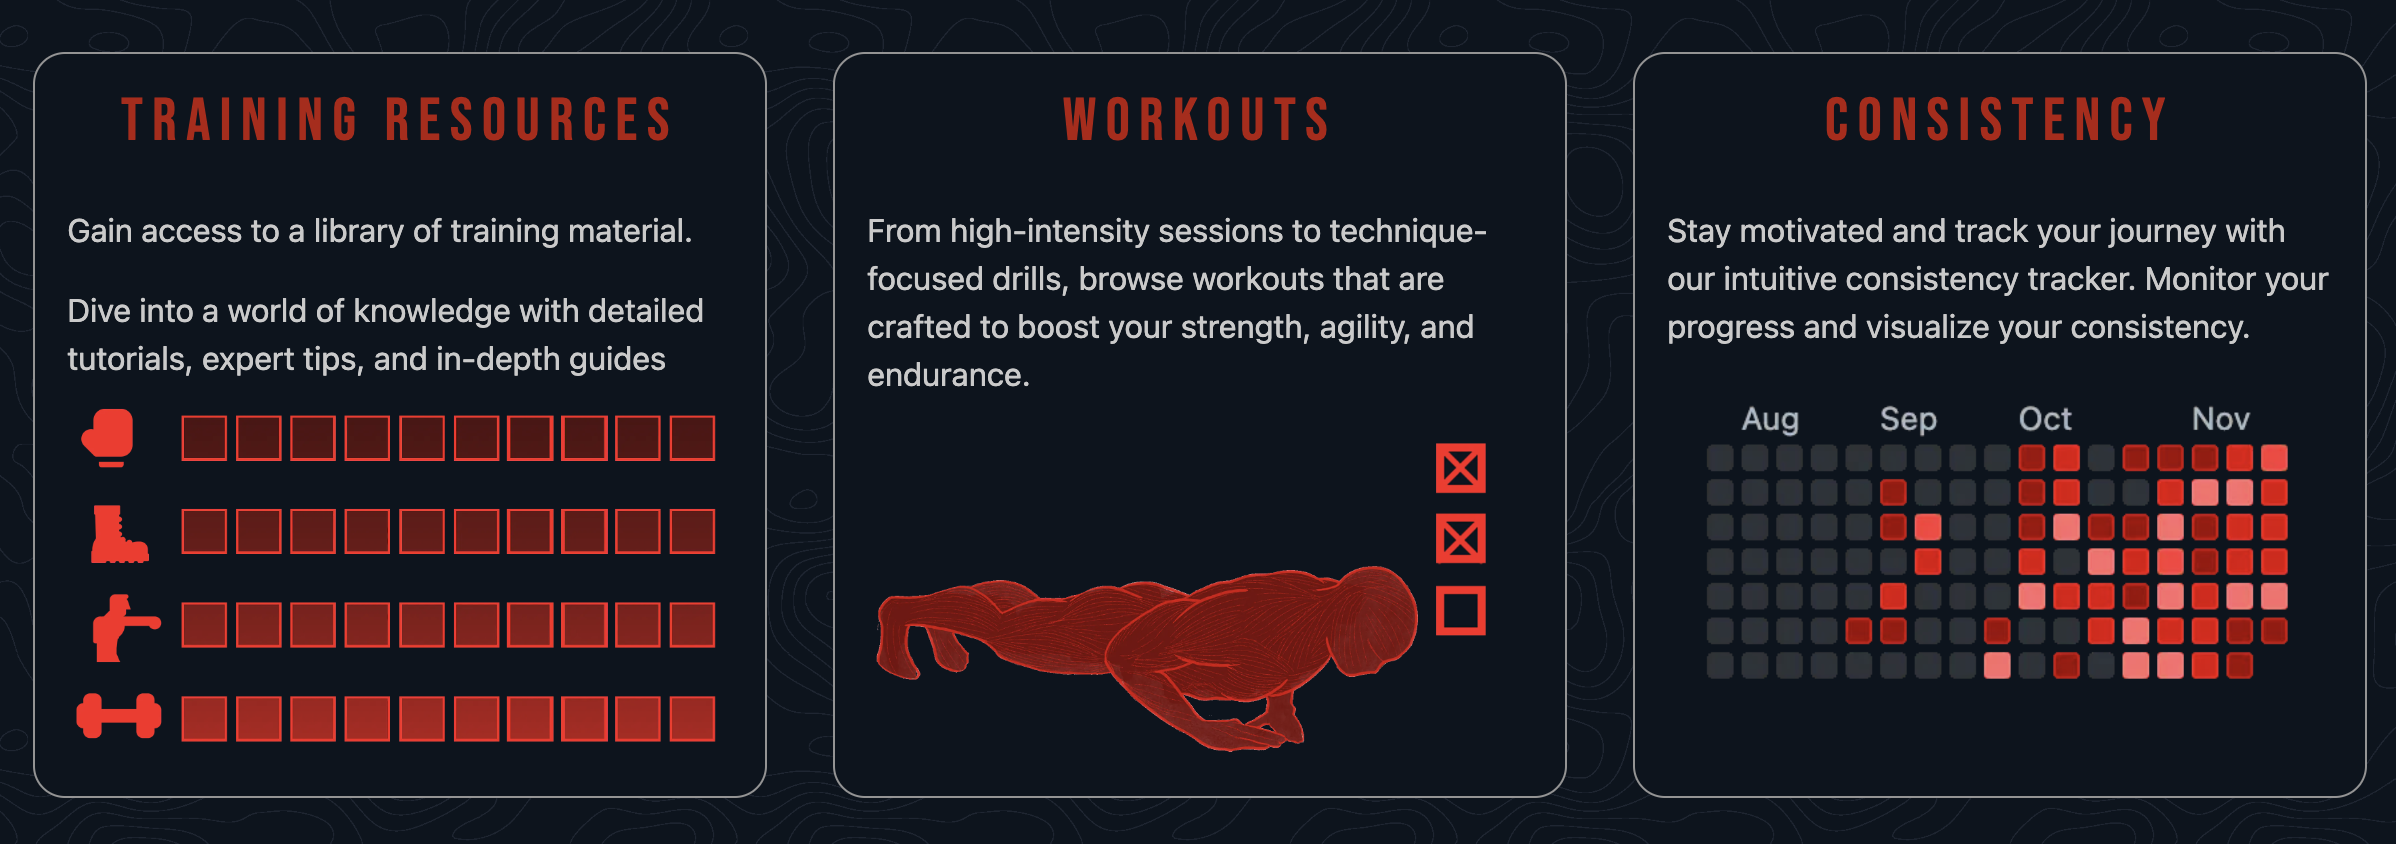 TRAINING RESOURCES
Gain access to a library of training material.
Dive into a world of knowledge with detailed
tutorials, expert tips, and in-depth guides
WORKOUTS
From high-intensity sessions to technique-
focused drills, browse workouts that are
crafted to boost your strength, agility, and
endurance.
CONSISTENCY
Stay motivated and track your journey with
our intuitive consistency tracker. Monitor your
progress and visualize your consistency.
Aug Sep Oct Nov